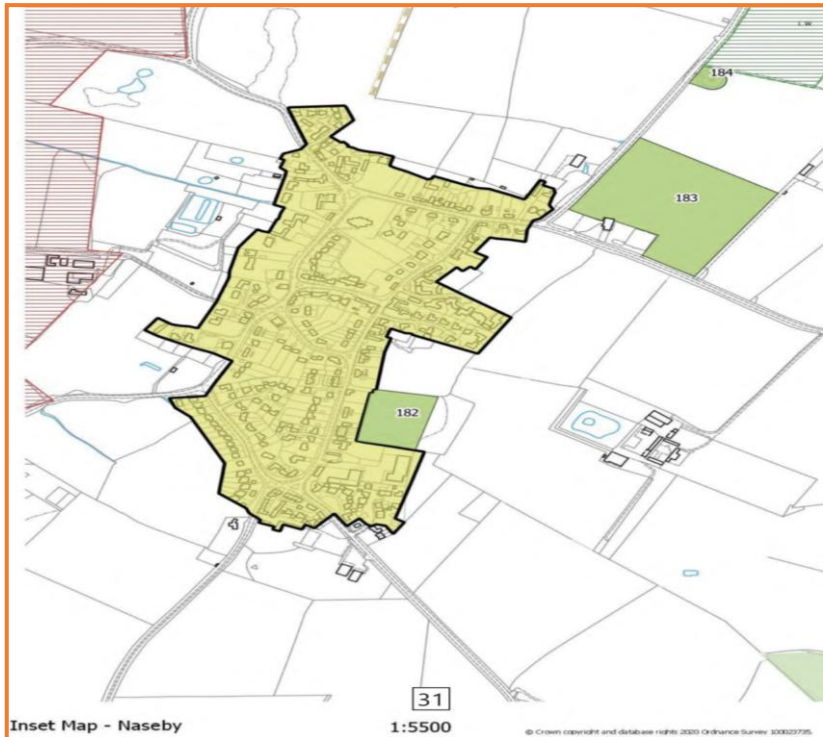 184
183
182
31
Inset Map - Naseby
1:5500
© Crown copyright and database rights 2020 Ordnance Survey 100023735.